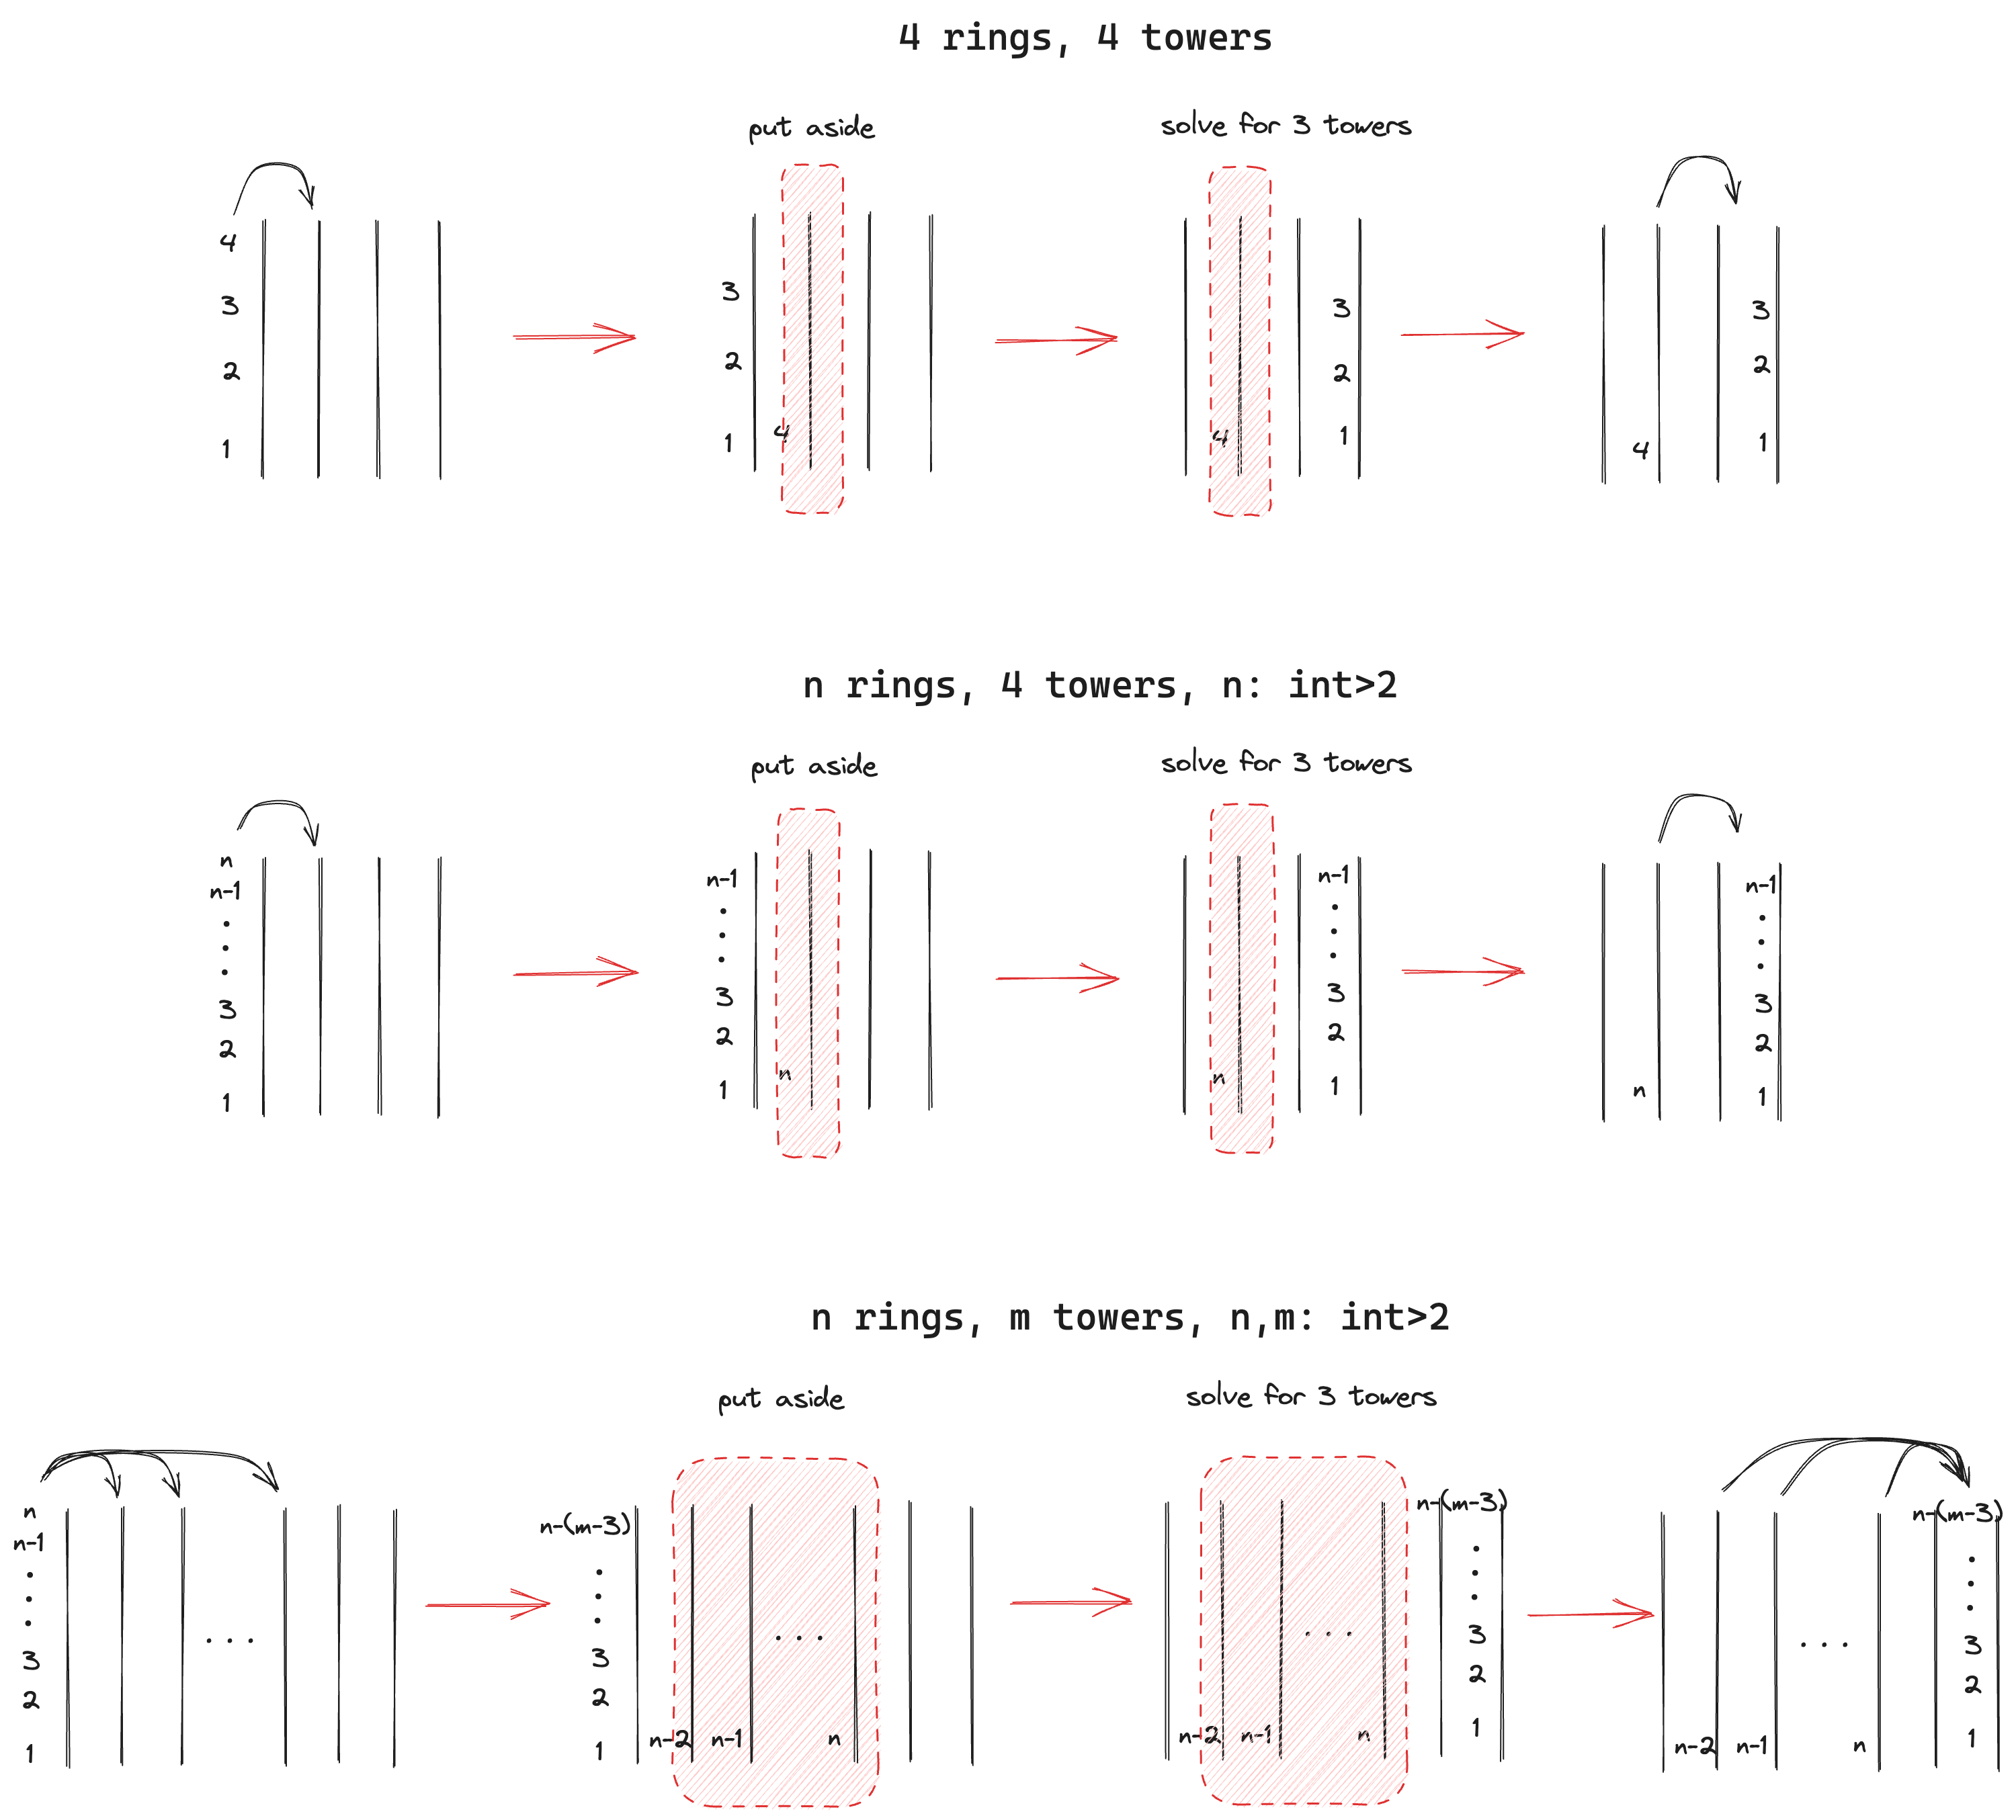 4 rings, 4 towers
put aside
solve for 3 towers
4
3
2
1
3
2
1
4
3
2
1
4
3
2
1
4
n rings, 4 towers, n: int>2
put aside
solve for 3 towers
n
n-1
3
2
1
n-1
3
2
1
n
n-1
3
2
1
n
n-1
3
2
1
n
n rings, m towers, n,m: int>2
put aside
solve for 3 towers
n
n-1
3
2
1
...
n-(m-3)
3
2
1
n-2 n-1 ... n
n-(m-3)
3
2
1
n-2 n-1 ... n
n-(m-3)
3
2
1
n-2 n-1 ... n